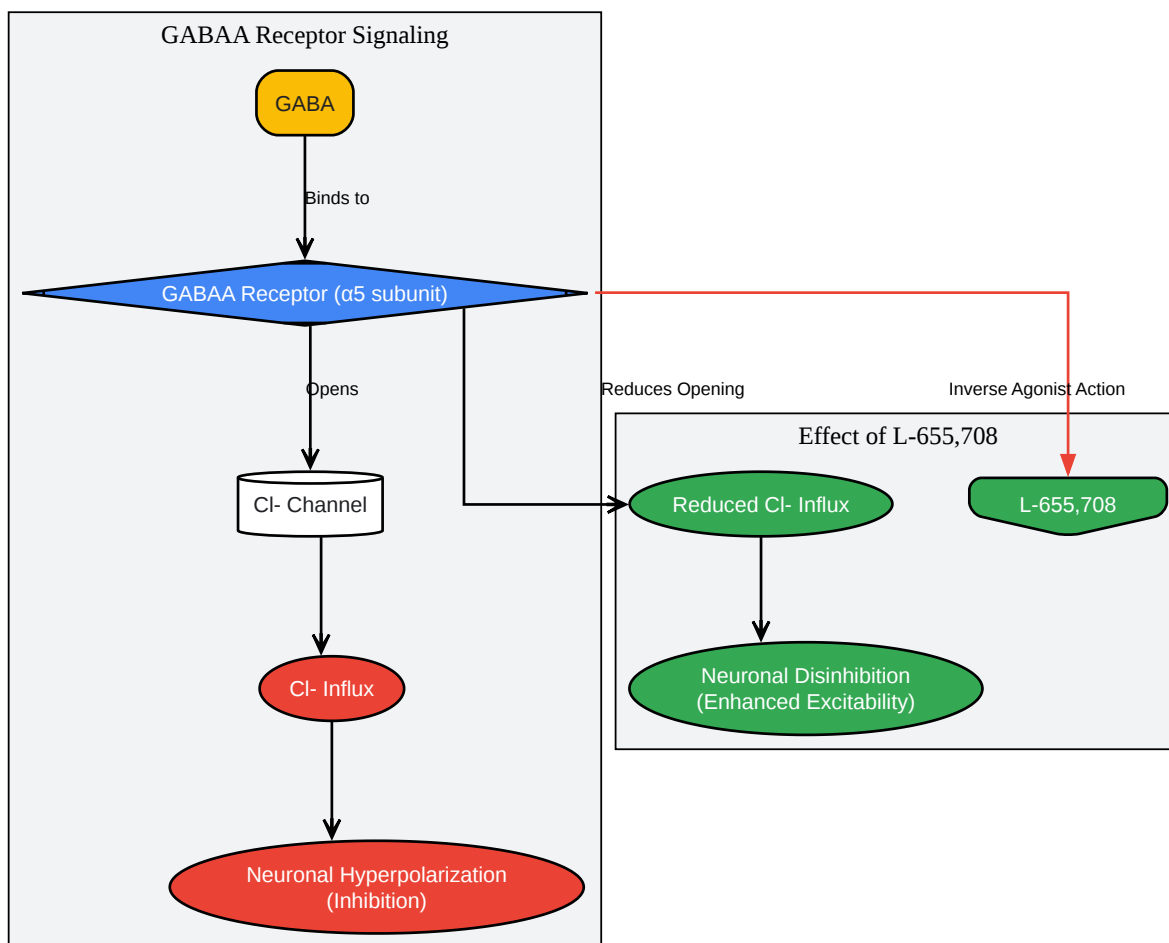 GABAA Receptor Signaling
GABA
Binds to
GABAA Receptor (α5 subunit)
Opens
Reduces Opening
Inverse Agonist Action
Effect of L-655,708
Cl- Channel
Reduced Cl- Influx
L-655,708
Cl- Influx
Neuronal Disinhibition
(Enhanced Excitability)
Neuronal Hyperpolarization
(Inhibition)